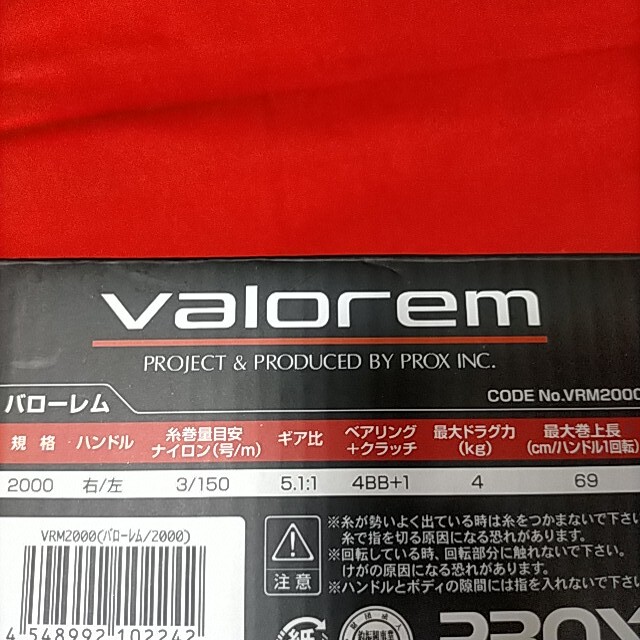 valorem
PROJECT & PRODUCED BY PROX INC.
バローレム
CODE No.VRM2000
規格 ハンドル 糸巻量目安 ナイロン(号/m) ギア比 ベアリング +クラッチ 最大ドラグ力 (kg) 最大巻上長 (cm/ハンドル1回転)
2000 右/左 3/150 5.1:1 4BB+1 4 69
VRM2000(バローレム/2000)
4 548992 102242
注意
※糸が勢いよく出ている時は糸をつかまないで下さい
糸で指を切る原因になる恐れがあります。
※回転している時、回転部分に触れないで下さい。
けがの原因になる恐れがあります。
※ハンドルとボディの隙間には指を入れないで下さい
紙
PROX